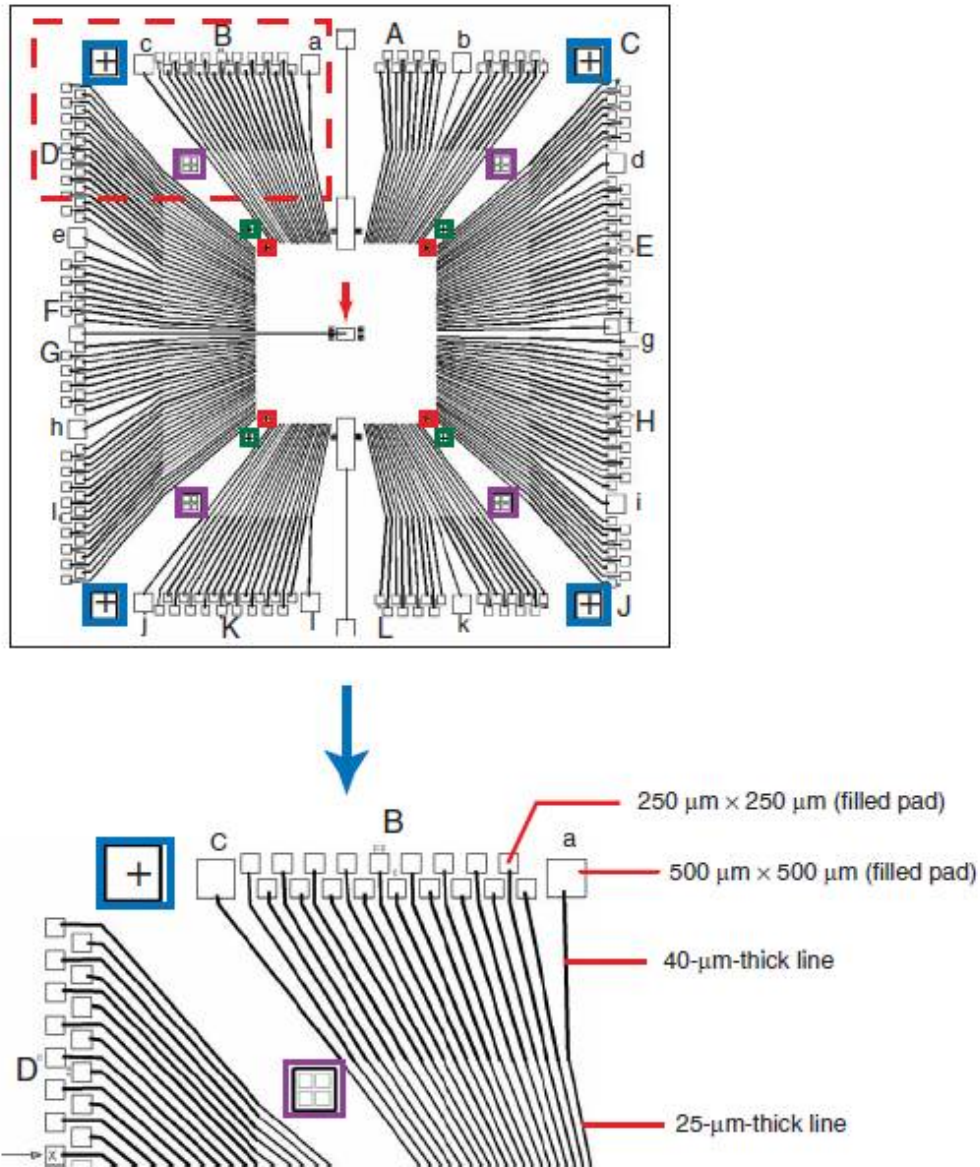 c B a A b C
D d
e E
F f
G g
h H
I i
j K l L k J
250 μm × 250 μm (filled pad)
B
C a
500 μm × 500 μm (filled pad)
40-μm-thick line
D
25-μm-thick line
X